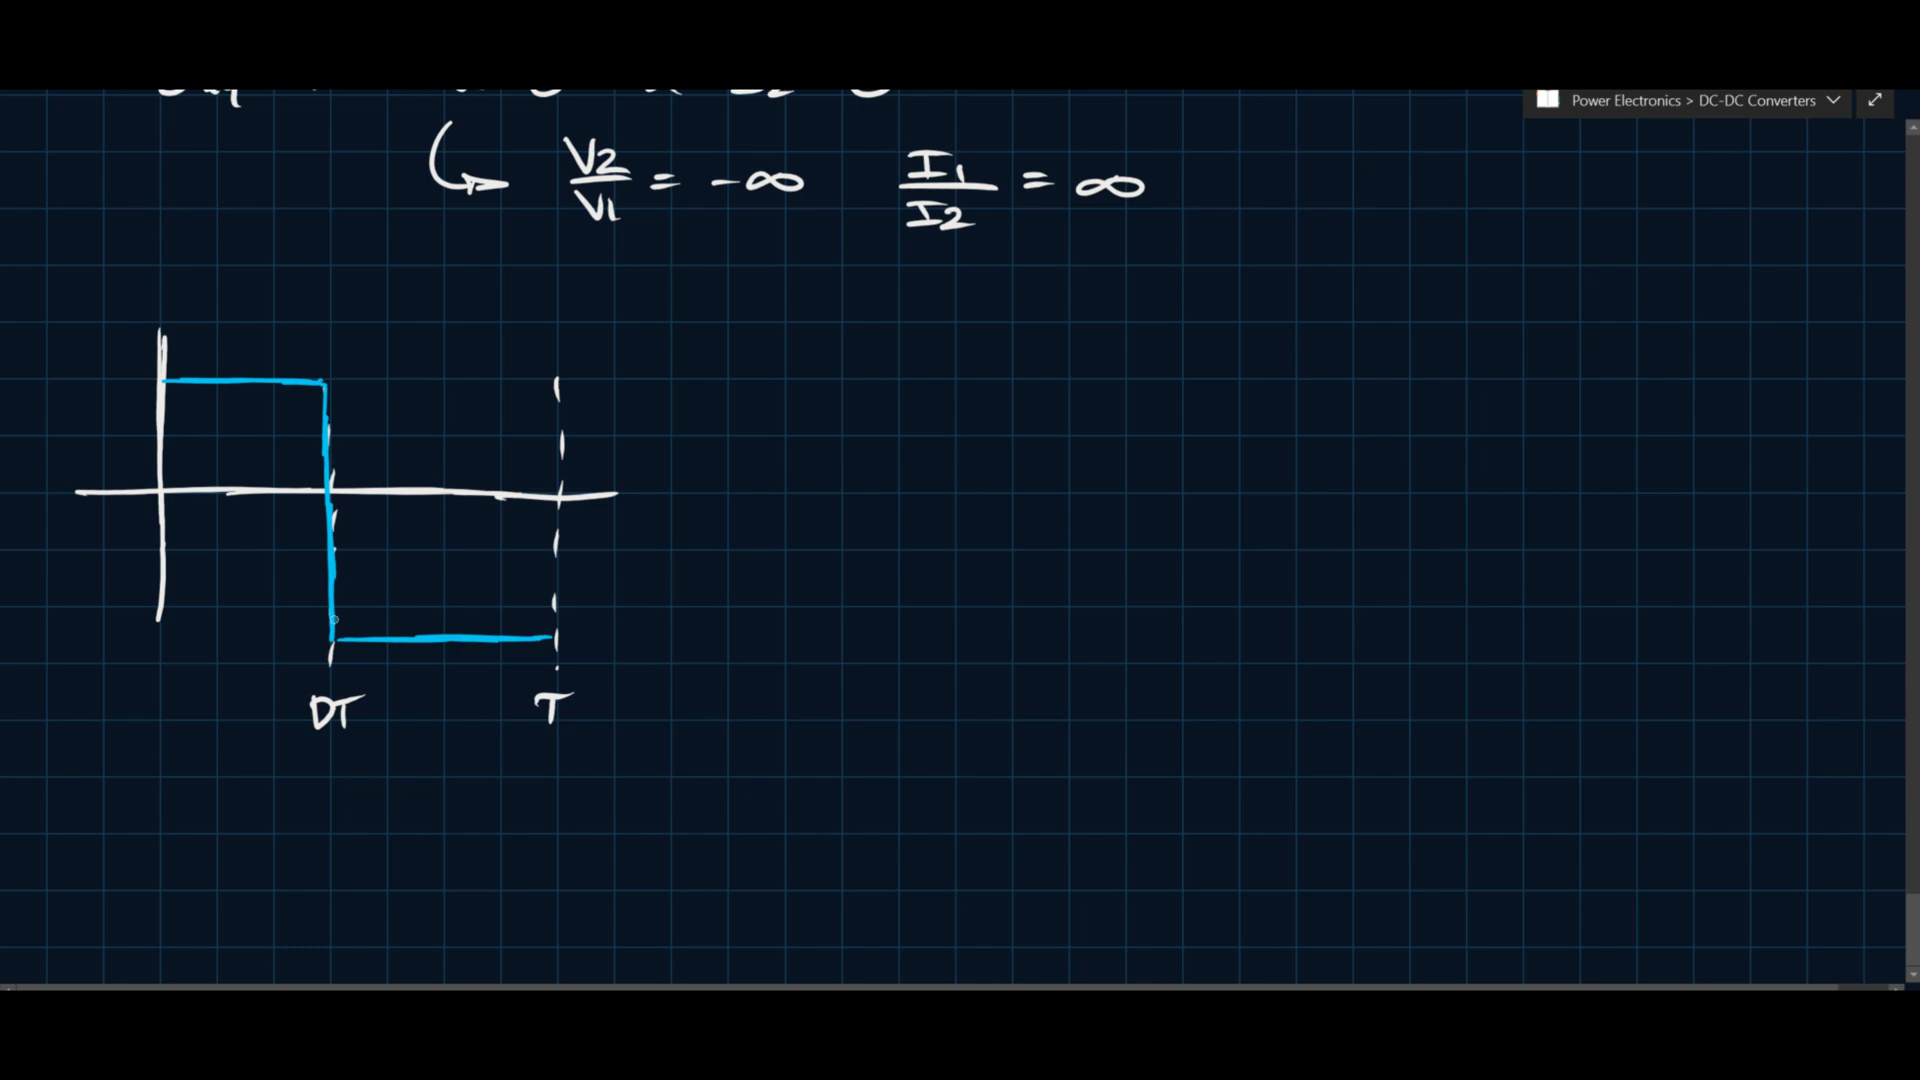 Power Electronics > DC-DC Converters
V2/V1 = -∞ I1/I2 = ∞
DT T